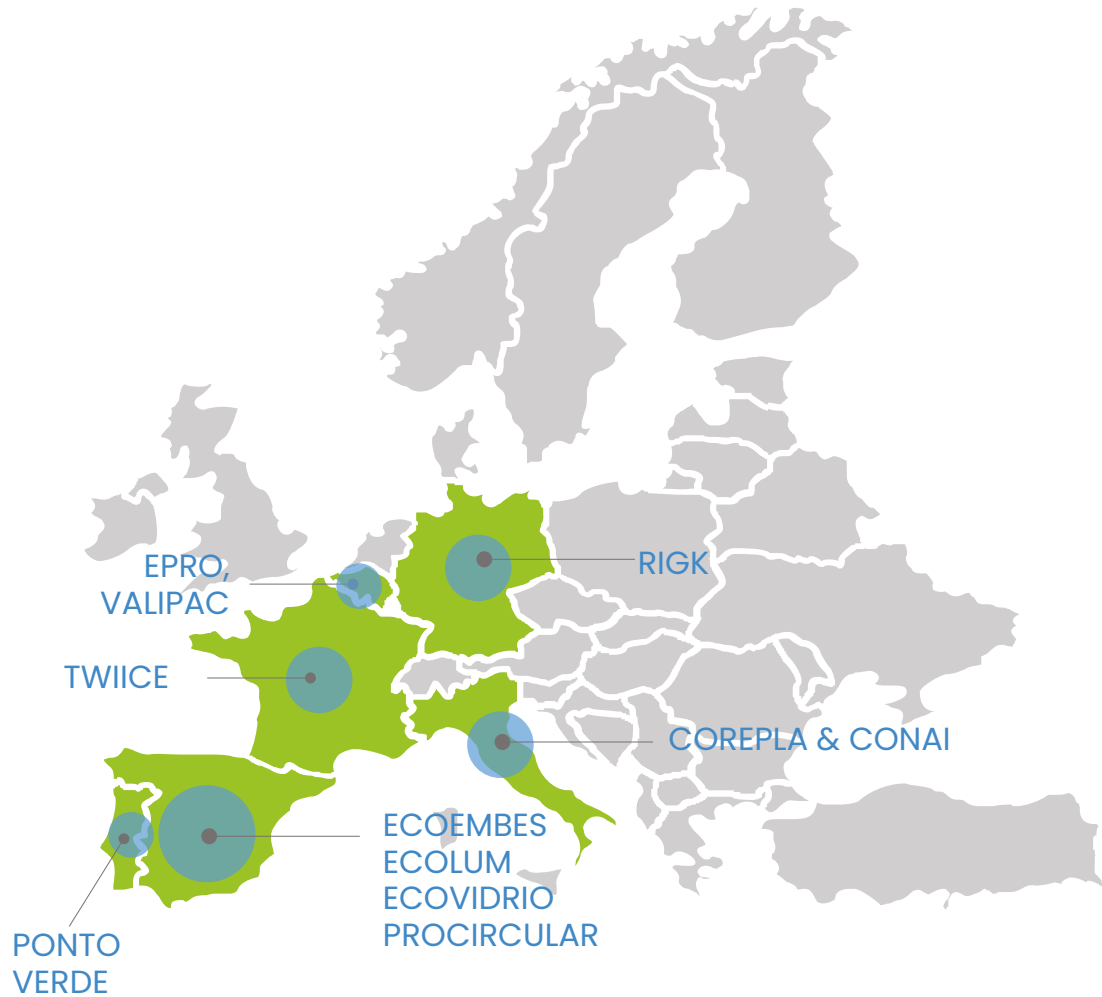 EPRO,
VALIPAC
RIGK
TWIICE
COREPLA & CONAI
ECOEMBES
ECOLUM
ECOVIDRIO
PROCIRCULAR
PONTO
VERDE